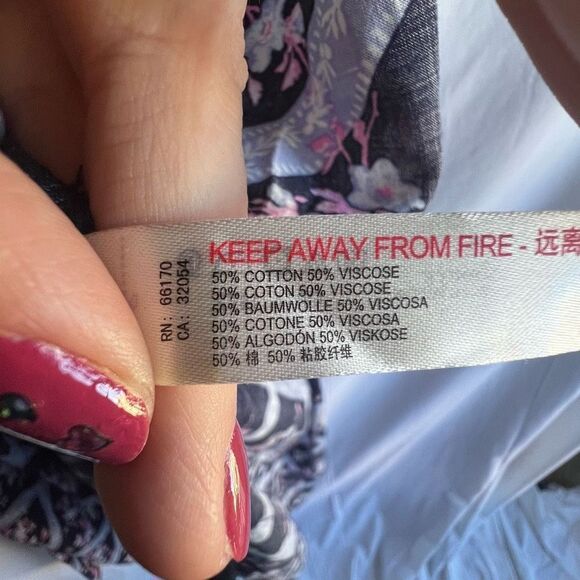 KEEP AWAY FROM FIRE - 远离
50% COTTON 50% VISCOSE
50% COTON 50% VISCOSE
50% BAUMWOLLE 50% VISCOSA
50% COTONE 50% VISCOSA
50% ALGODÓN 50% VISKOSE
50% 棉 50% 粘胶纤维
RN: 66170
CA: 32054